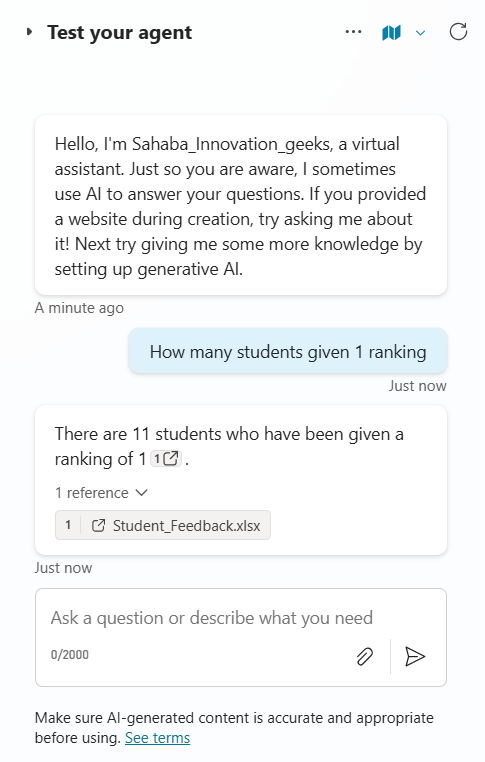 Test your agent
Hello, I'm Sahaba_Innovation_geeks, a virtual
assistant. Just so you are aware, I sometimes
use AI to answer your questions. If you provided
a website during creation, try asking me about
it! Next try giving me some more knowledge by
setting up generative AI.
A minute ago
How many students given 1 ranking
Just now
There are 11 students who have been given a
ranking of 1 1 .
1 reference
1 Student_Feedback.xlsx
Just now
Ask a question or describe what you need
0/2000
Make sure AI-generated content is accurate and appropriate
before using. See terms